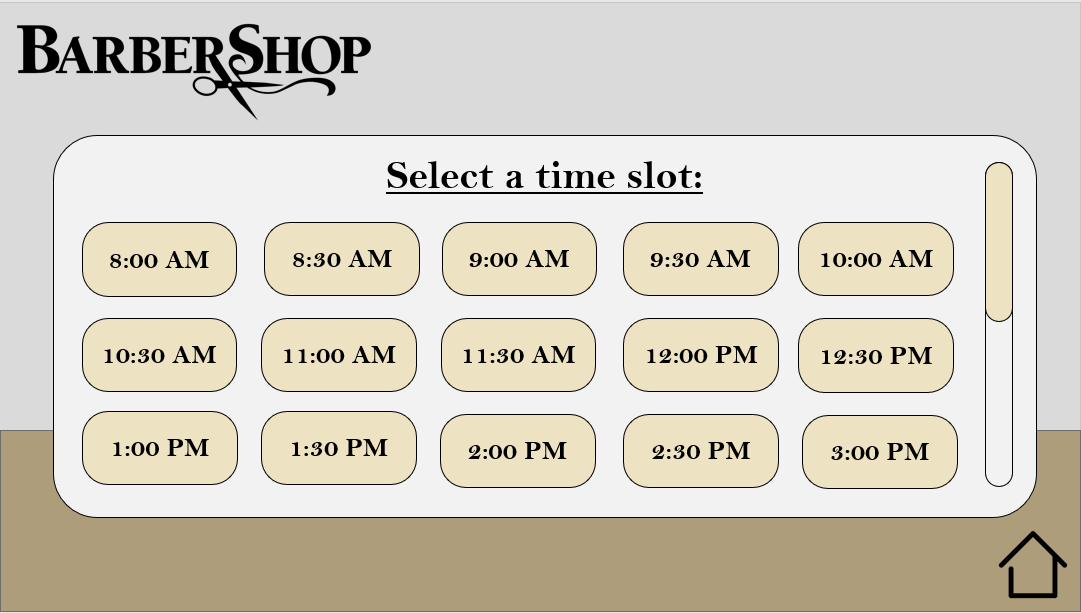 BARBERSHOP
Select a time slot:
8:00 AM 8:30 AM 9:00 AM 9:30 AM 10:00 AM
10:30 AM 11:00 AM 11:30 AM 12:00 PM 12:30 PM
1:00 PM 1:30 PM 2:00 PM 2:30 PM 3:00 PM